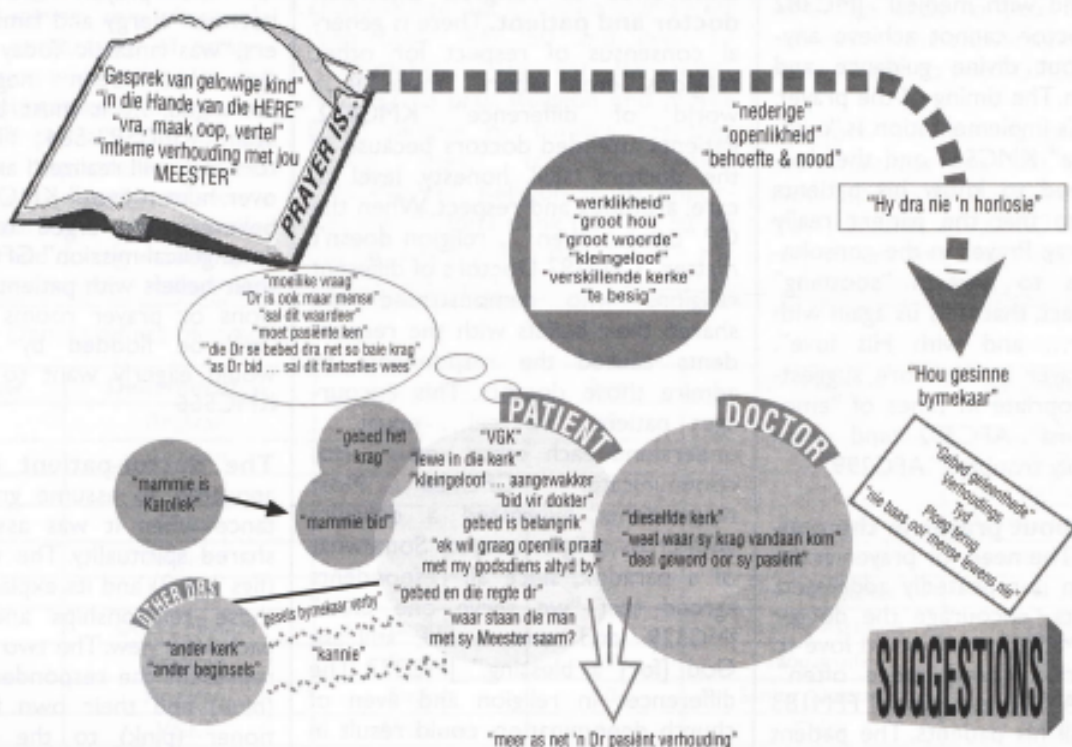 "Gesprek van gelowige kind"
"in die Hande van die HERE"
"vra, maak oop, vertel"
"intieme verhouding met jou
MEESTER"
PRAYER IS:
"nederige"
"openlikheid"
"behoefte & nood"
"Hy dra nie 'n horlosie"
"werklikheid"
"groot hou"
"groot woorde"
"kleingeloof"
"verskillende kerke"
"te besig"
"moeilike vraag"
"Dr is ook maar mense"
"sal dit waardeer"
"moet pasiënte ken"
"die Dr se bebed dra net so baie krag"
"as Dr bid ... sal dit fantasties wees"
"Hou gesinne
bymekaar"
PATIENT
DOCTOR
"gebed het
krag"
"mammie is
Katoliek"
"mammie bid"
"VGK"
"lewe in die kerk"
"kleingeloof ... aangewakker
"bid vir dokter"
gebed is belangrik"
"ek wil graag openlik praat
met my godsdiens altyd by"
"gebed en die regte dr"
"waar staan die man
met sy Meester saam?
"dieselfde kerk"
"weet waar sy krag vandaan kom"
"deel geword oor sy pasiënt"
Verhoudings
Tyd
Ploeg terug
"nie baas oor mense lewens nie"
OTHER DRS
"ander kerk"
"ander beginsels"
bymekaar verby"
"kannie"
SUGGESTIONS
"meer as net 'n Dr pasiënt verhouding"